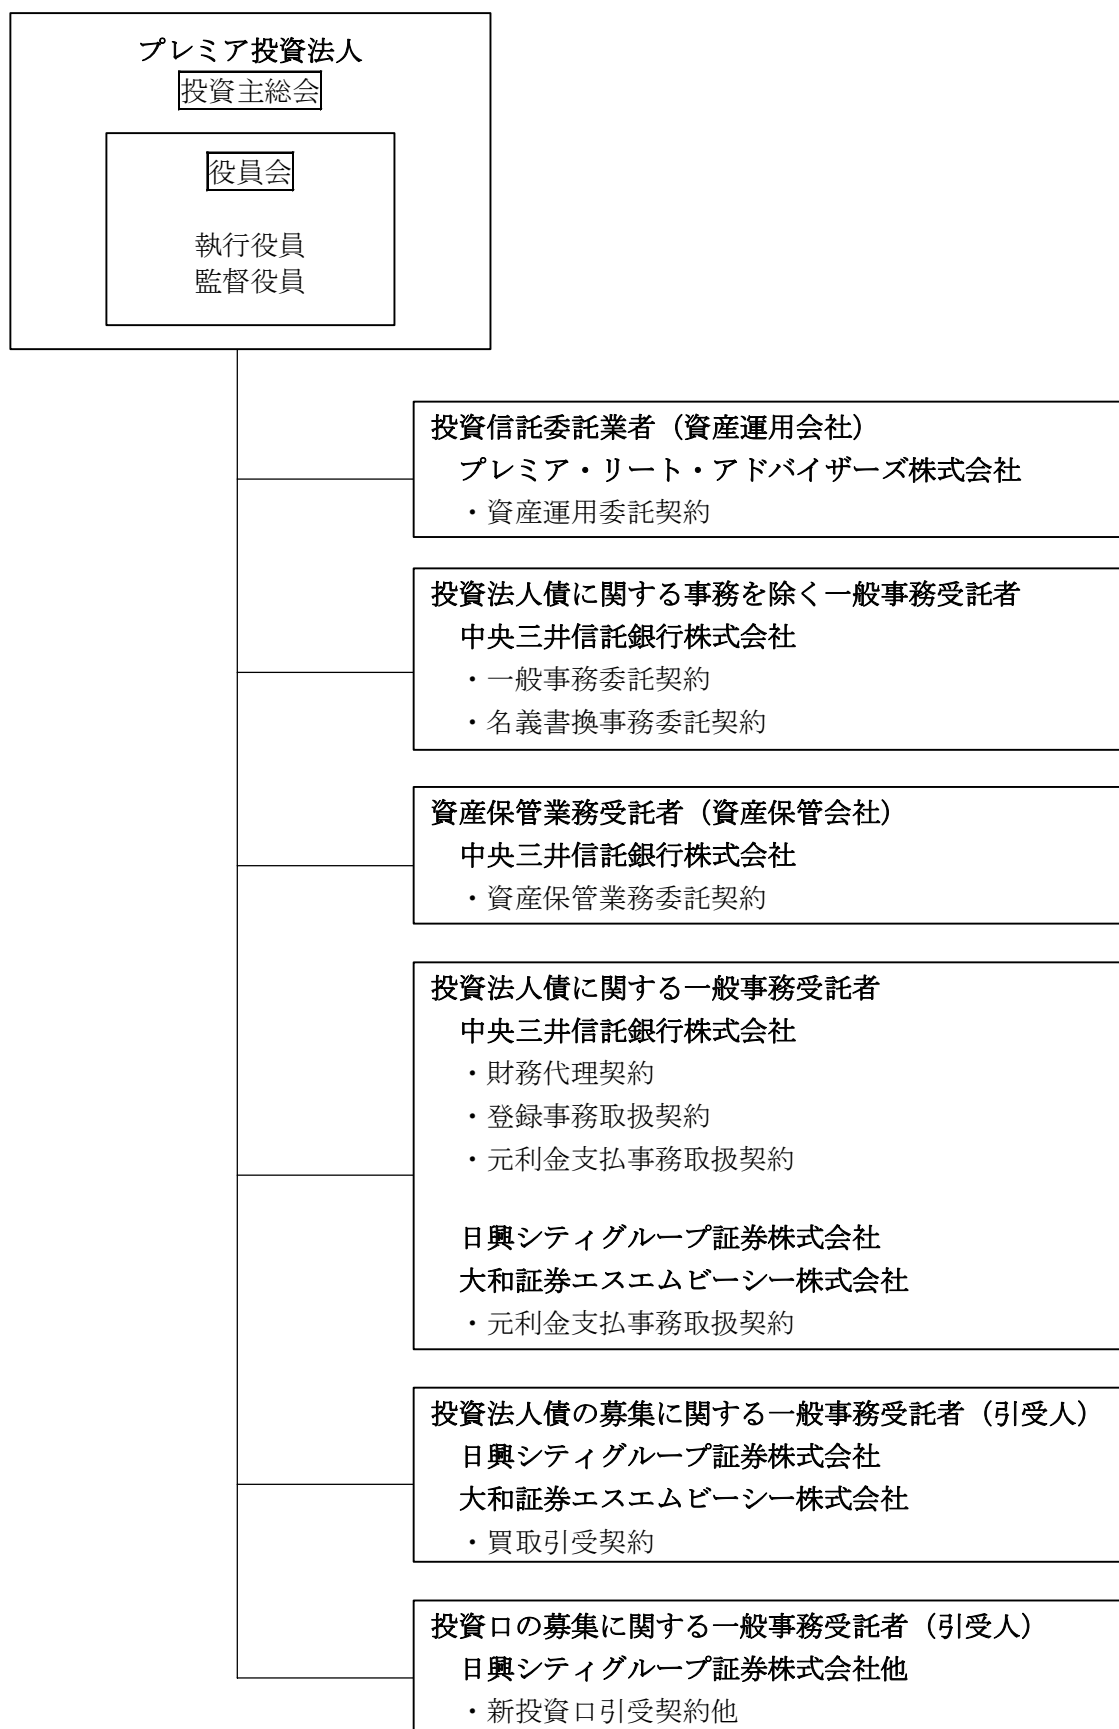 プレミア投資法人
投資主総会
役員会
執行役員
監督役員
投資信託委託業者（資産運用会社）
プレミア・リート・アドバイザーズ株式会社
・資産運用委託契約
投資法人債に関する事務を除く一般事務受託者
中央三井信託銀行株式会社
・一般事務委託契約
・名義書換事務委託契約
資産保管業務受託者（資産保管会社）
中央三井信託銀行株式会社
・資産保管業務委託契約
投資法人債に関する一般事務受託者
中央三井信託銀行株式会社
・財務代理契約
・登録事務取扱契約
・元利金支払事務取扱契約
日興シティグループ証券株式会社
大和証券エスエムビーシー株式会社
・元利金支払事務取扱契約
投資法人債の募集に関する一般事務受託者（引受人）
日興シティグループ証券株式会社
大和証券エスエムビーシー株式会社
・買取引受契約
投資口の募集に関する一般事務受託者（引受人）
日興シティグループ証券株式会社他
・新投資口引受契約他